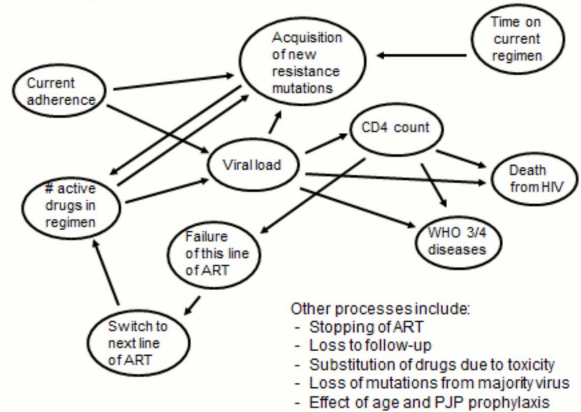 Acquisition
of new
resistance
mutations
Time on
current
regimen
Current
adherence
CD4 count
Viral load
Death
from HIV
# active
drugs in
regimen
Failure
of this line
of ART
WHO 3/4
diseases
Switch to
next line
of ART
Other processes include:
- Stopping of ART
- Loss to follow-up
- Substitution of drugs due to toxicity
- Loss of mutations from majority virus
- Effect of age and PJP prophylaxis